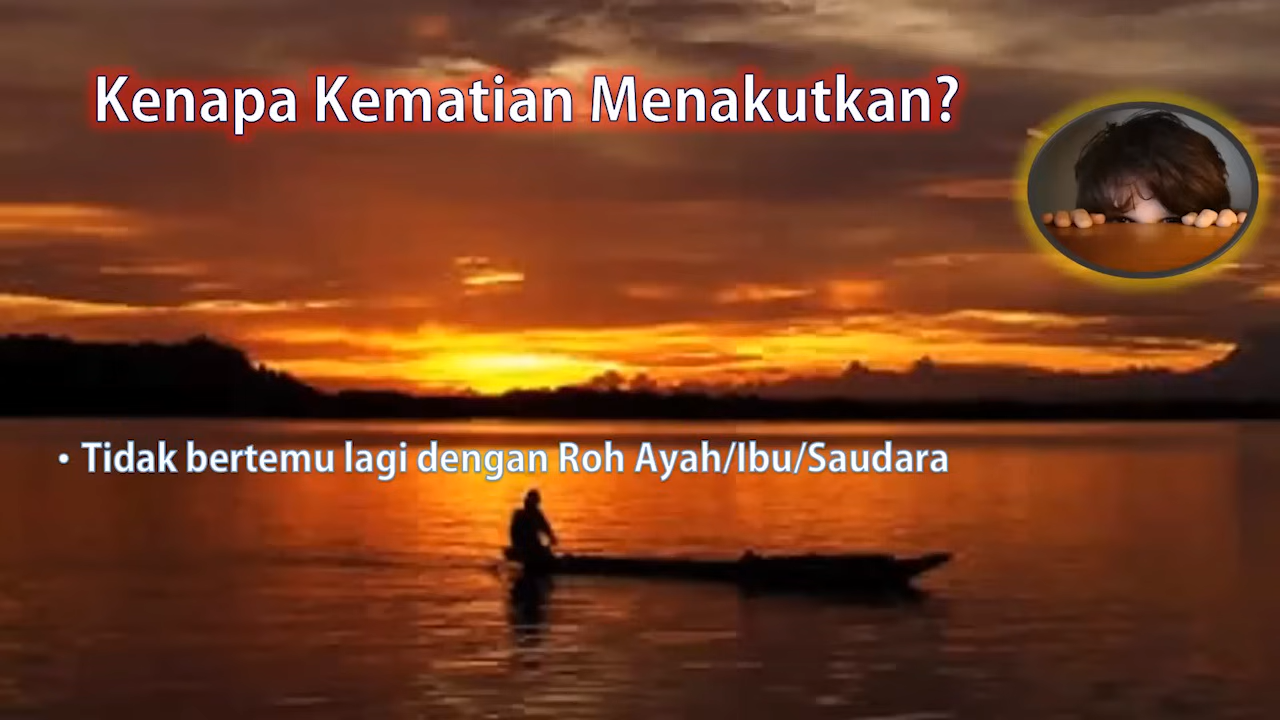 Kenapa Kematian Menakutkan?
• Tidak bertemu lagi dengan Roh Ayah/Ibu/Saudara